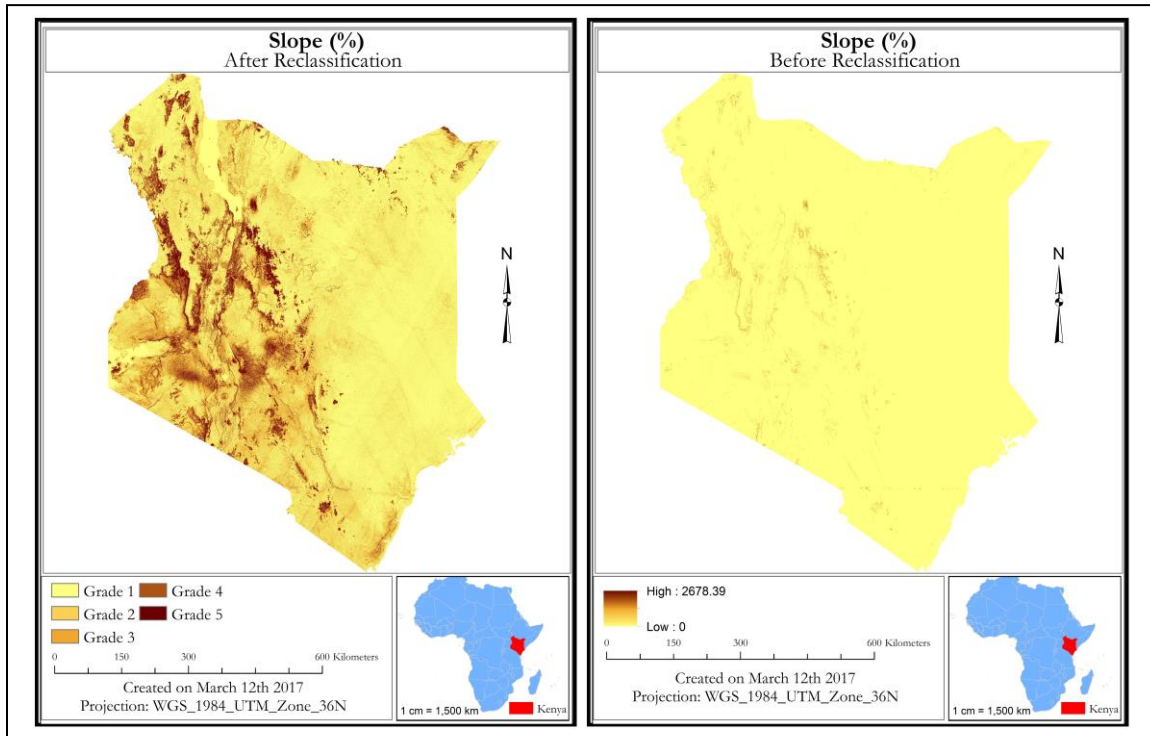 Slope (%)
After Reclassification
N
Grade 1
Grade 2
Grade 3
Grade 4
Grade 5
0 150 300 600 Kilometers
Created on March 12th 2017
Projection: WGS_1984_UTM_Zone_36N
1 cm = 1,500 km
Kenya
Slope (%)
Before Reclassification
N
High : 2678.39
Low : 0
0 150 300 600 Kilometers
Created on March 12th 2017
Projection: WGS_1984_UTM_Zone_36N
1 cm = 1,500 km
Kenya